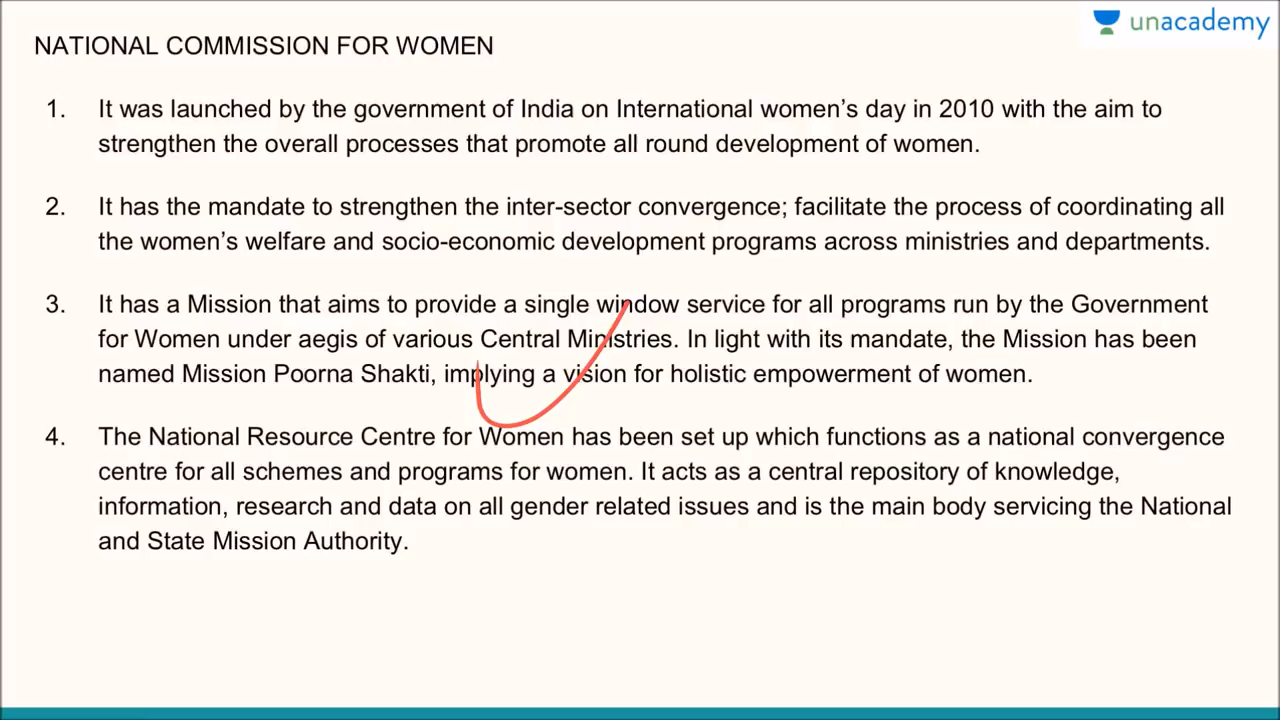 unacademy
NATIONAL COMMISSION FOR WOMEN
1. It was launched by the government of India on International women's day in 2010 with the aim to
strengthen the overall processes that promote all round development of women.
2. It has the mandate to strengthen the inter-sector convergence; facilitate the process of coordinating all
the women's welfare and socio-economic development programs across ministries and departments.
3. It has a Mission that aims to provide a single window service for all programs run by the Government
for Women under aegis of various Central Ministries. In light with its mandate, the Mission has been
named Mission Poorna Shakti, implying a vision for holistic empowerment of women.
4. The National Resource Centre for Women has been set up which functions as a national convergence
centre for all schemes and programs for women. It acts as a central repository of knowledge,
information, research and data on all gender related issues and is the main body servicing the National
and State Mission Authority.